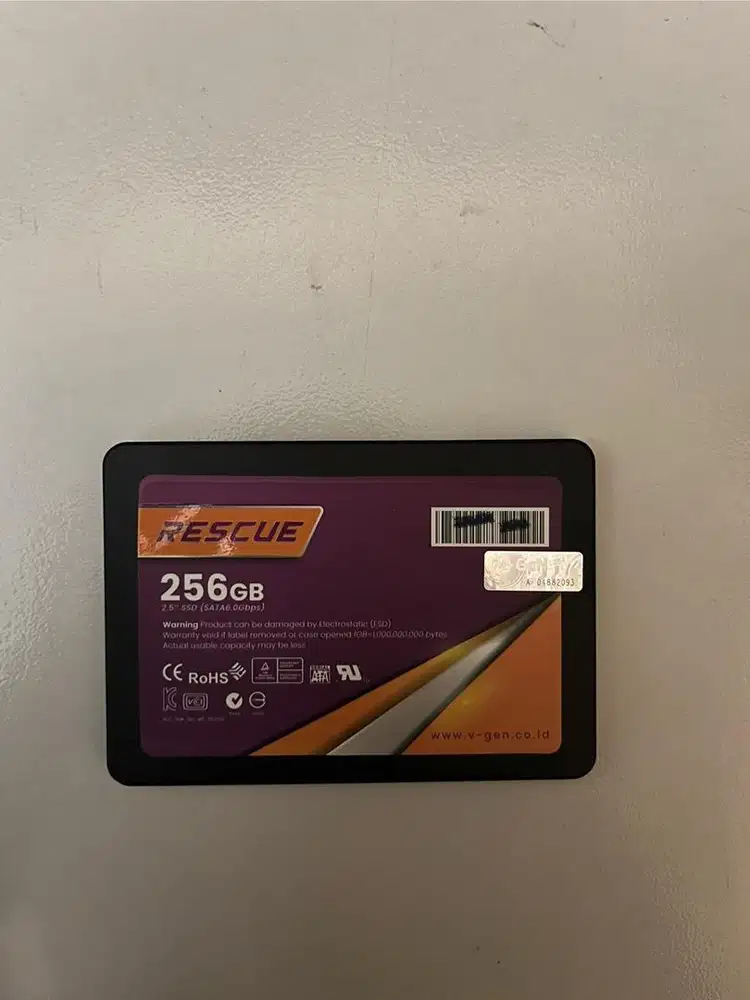 RESCUE
256GB
2.5" SSD (SATA6.0Gbps)
Warning Product can be damaged by Electrostatic (ESD)
Warranty void if label removed or case opened 1GB=1,000,000,000 bytes
Actual usable capacity may be less
CE RoHS
SATA
A- 04882093
www.v-gen.co.id